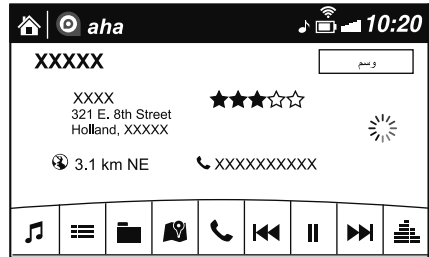 aha 10:20
XXXXX
وسم
XXXX
321 E. 8th Street
Holland, XXXXX
3.1 km NE
XXXXXXXXXX